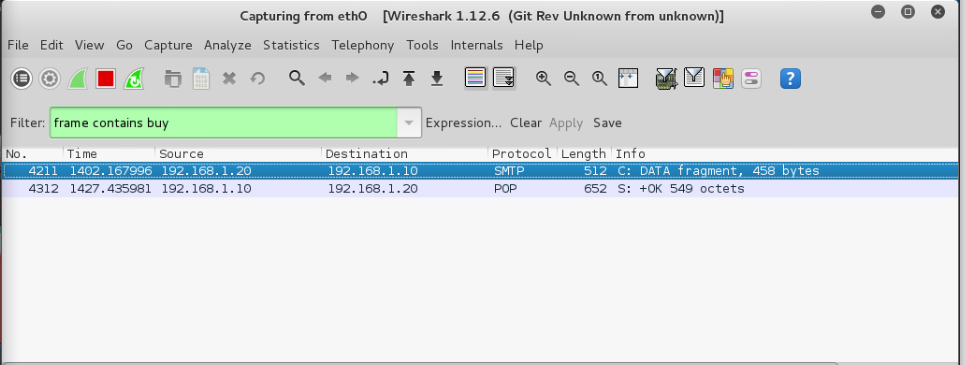 Capturing from eth0 [Wireshark 1.12.6 (Git Rev Unknown from unknown)]
File Edit View Go Capture Analyze Statistics Telephony Tools Internals Help
Filter: frame contains buy Expression... Clear Apply Save
No. Time Source Destination Protocol Length Info
4211 1402.167996 192.168.1.20 192.168.1.10 SMTP 512 C: DATA fragment, 458 bytes
4312 1427.435981 192.168.1.10 192.168.1.20 POP 652 S: +OK 549 octets